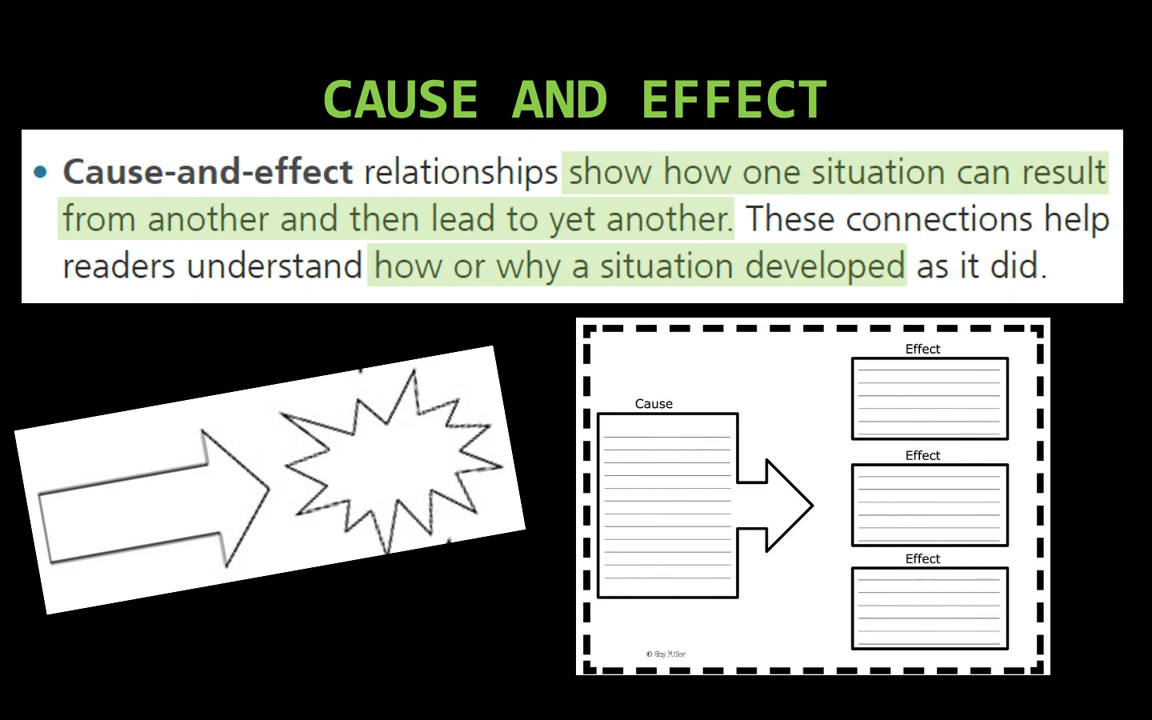 CAUSE AND EFFECT
• Cause-and-effect relationships show how one situation can result
from another and then lead to yet another. These connections help
readers understand how or why a situation developed as it did.
Cause
Effect
Effect
Effect
© Gay Miller